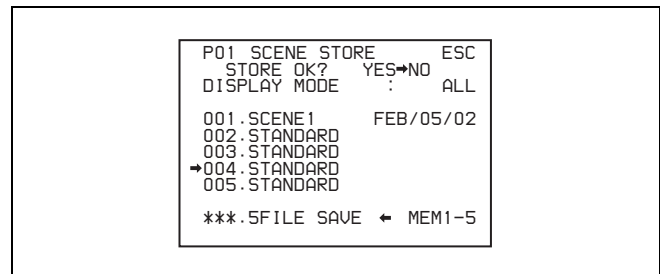 P01 SCENE STORE ESC
STORE OK? YES→NO
DISPLAY MODE : ALL
001.SCENE1 FEB/05/02
002.STANDARD
003.STANDARD
→004.STANDARD
005.STANDARD
***.5FILE SAVE ← MEM1-5